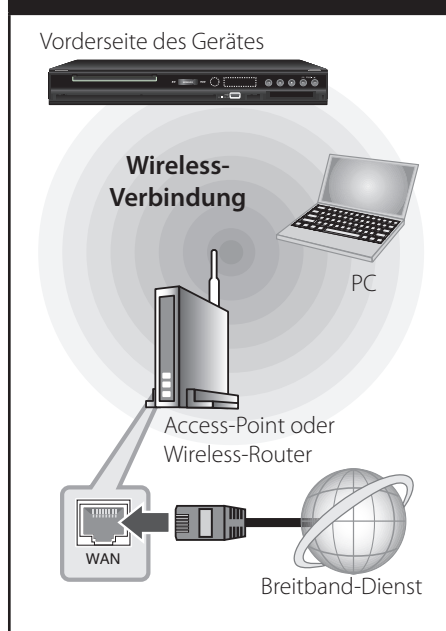 Vorderseite des Gerätes
Wireless-
Verbindung
PC
Access-Point oder
Wireless-Router
WAN
Breitband-Dienst